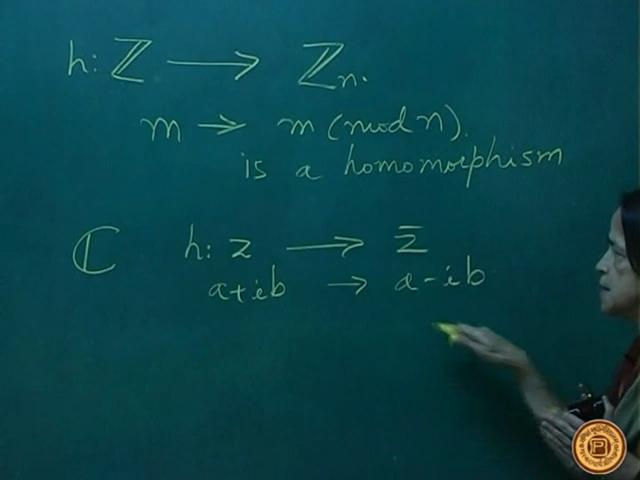 h: ℤ ⟶ ℤn.
m → m (mod n).
is a homomorphism
ℂ h: z ⟶ z̄
a+ib → a-ib